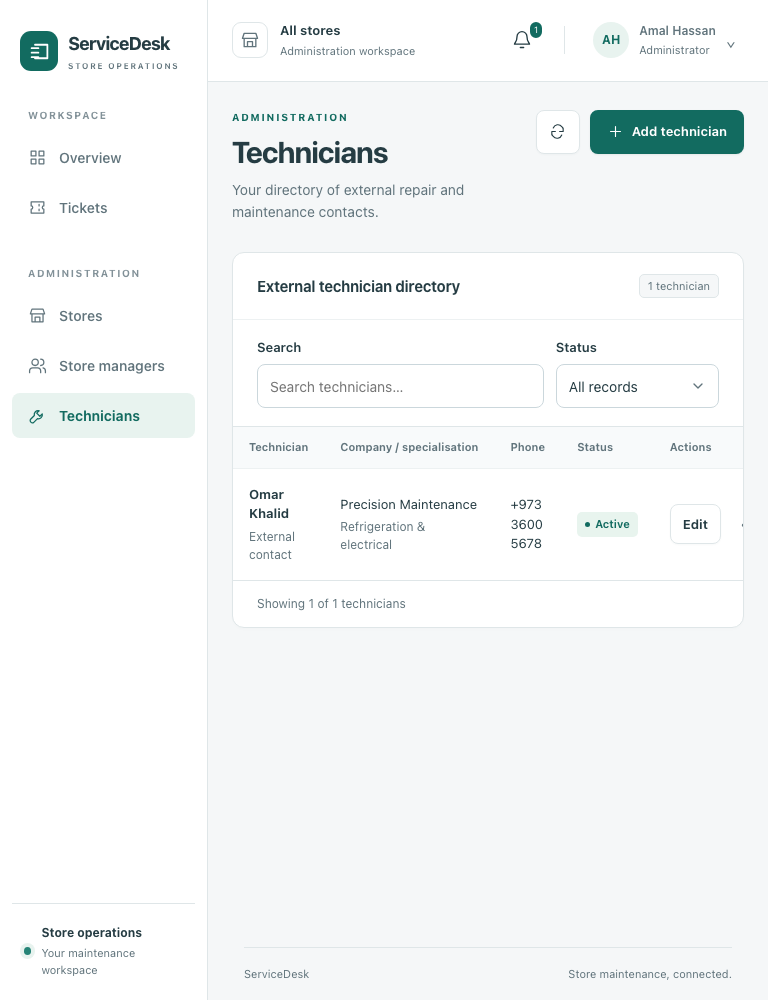 ServiceDesk
STORE OPERATIONS
WORKSPACE
Overview
Tickets
ADMINISTRATION
Stores
Store managers
Technicians
Store operations
Your maintenance
workspace
All stores
Administration workspace
1
AH
Amal Hassan
Administrator
ADMINISTRATION
Technicians
Your directory of external repair and
maintenance contacts.
Add technician
External technician directory
1 technician
Search
Status
Search technicians...
All records
Technician
Company / specialisation
Phone
Status
Actions
Omar
Khalid
External
contact
Precision Maintenance
Refrigeration &
electrical
+973
3600
5678
Active
Edit
Showing 1 of 1 technicians
ServiceDesk
Store maintenance, connected.